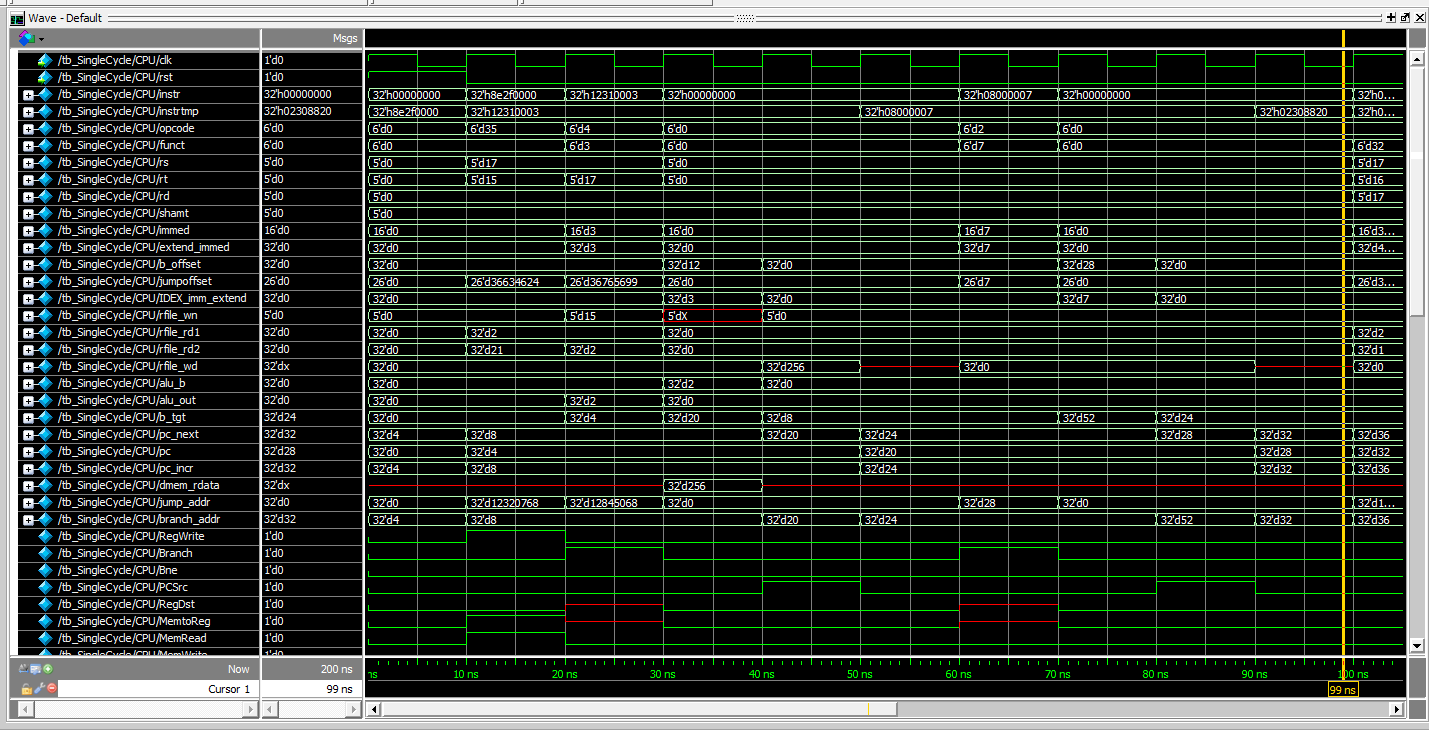 Wave - Default
Msgs
/tb_SingleCycle/CPU/clk 1'd0
/tb_SingleCycle/CPU/rst 1'd0
/tb_SingleCycle/CPU/instr 32'h00000000 32'h00000000 32'h8e2f0000 32'h12310003 32'h00000000 32'h08000007 32'h00000000 32'h0...
/tb_SingleCycle/CPU/instrtmp 32'h02308820 32'h8e2f0000 32'h12310003 32'h08000007 32'h02308820 32'h0...
/tb_SingleCycle/CPU/opcode 6'd0 6'd0 6'd35 6'd4 6'd0 6'd2 6'd0
/tb_SingleCycle/CPU/funct 6'd0 6'd0 6'd3 6'd0 6'd7 6'd0 6'd32
/tb_SingleCycle/CPU/rs 5'd0 5'd0 5'd17 5'd0 5'd17
/tb_SingleCycle/CPU/rt 5'd0 5'd0 5'd15 5'd17 5'd0 5'd16
/tb_SingleCycle/CPU/rd 5'd0 5'd0 5'd17
/tb_SingleCycle/CPU/shamt 5'd0 5'd0
/tb_SingleCycle/CPU/immed 16'd0 16'd0 16'd3 16'd0 16'd7 16'd0 16'd3...
/tb_SingleCycle/CPU/extend_immed 32'd0 32'd0 32'd3 32'd0 32'd7 32'd0 32'd4...
/tb_SingleCycle/CPU/b_offset 32'd0 32'd0 32'd12 32'd0 32'd28 32'd0
/tb_SingleCycle/CPU/jumpoffset 26'd0 26'd0 26'd36634624 26'd36765699 26'd0 26'd7 26'd0 26'd3...
/tb_SingleCycle/CPU/IDEX_imm_extend 32'd0 32'd0 32'd3 32'd0 32'd7 32'd0
/tb_SingleCycle/CPU/rfile_wn 5'd0 5'd0 5'd15 5'dX 5'd0
/tb_SingleCycle/CPU/rfile_rd1 32'd0 32'd0 32'd2 32'd0 32'd2
/tb_SingleCycle/CPU/rfile_rd2 32'd0 32'd0 32'd21 32'd2 32'd0 32'd1
/tb_SingleCycle/CPU/rfile_wd 32'dx 32'd0 32'd256 32'd0 32'd0
/tb_SingleCycle/CPU/alu_b 32'd0 32'd0 32'd2 32'd0
/tb_SingleCycle/CPU/alu_out 32'd0 32'd0 32'd2 32'd0
/tb_SingleCycle/CPU/b_tgt 32'd24 32'd0 32'd4 32'd20 32'd8 32'd52 32'd24
/tb_SingleCycle/CPU/pc_next 32'd32 32'd4 32'd8 32'd20 32'd24 32'd28 32'd32 32'd36
/tb_SingleCycle/CPU/pc 32'd28 32'd0 32'd4 32'd20 32'd28 32'd32
/tb_SingleCycle/CPU/pc_incr 32'd32 32'd4 32'd8 32'd24 32'd32 32'd36
/tb_SingleCycle/CPU/dmem_rdata 32'dx 32'd256
/tb_SingleCycle/CPU/jump_addr 32'd0 32'd0 32'd12320768 32'd12845068 32'd0 32'd28 32'd0 32'd1...
/tb_SingleCycle/CPU/branch_addr 32'd32 32'd4 32'd8 32'd20 32'd24 32'd52 32'd32 32'd36
/tb_SingleCycle/CPU/RegWrite 1'd0
/tb_SingleCycle/CPU/Branch 1'd0
/tb_SingleCycle/CPU/Bne 1'd0
/tb_SingleCycle/CPU/PCSrc 1'd0
/tb_SingleCycle/CPU/RegDst 1'd0
/tb_SingleCycle/CPU/MemtoReg 1'd0
/tb_SingleCycle/CPU/MemRead 1'd0
Now 200 ns ns 10 ns 20 ns 30 ns 40 ns 50 ns 60 ns 70 ns 80 ns 90 ns 100 ns
Cursor 1 99 ns 99 ns